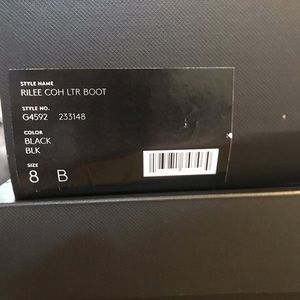 STYLE NAME
RILEE COH LTR BOOT
STYLE NO.
G4592 233148
COLOR
BLACK
BLK
SIZE
8 B